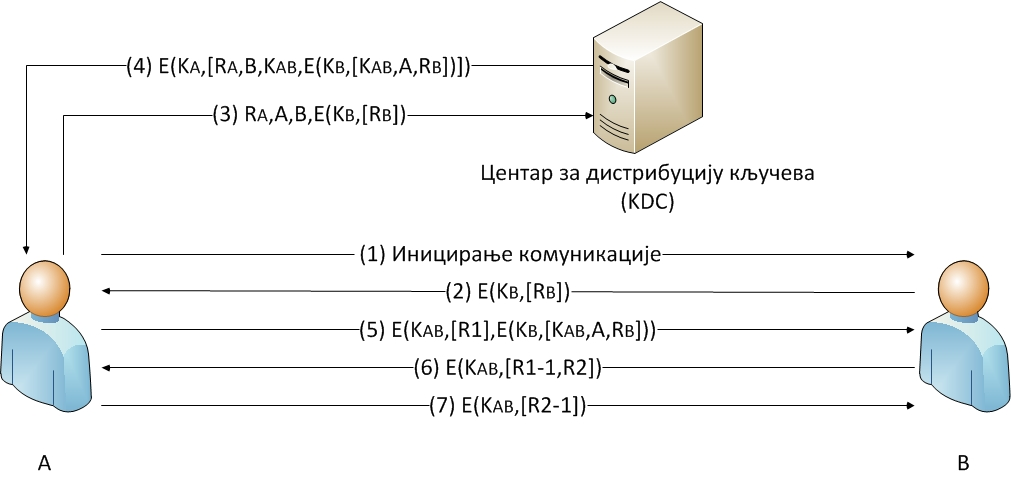 (4) E(KA,[RA,B,KAB,E(KB,[KAB,A,RB])])
(3) RA,A,B,E(KB,[RB])
Центар за дистрибуцију кључева
(KDC)
(1) Иницирање комуникације
(2) E(KB,[RB])
(5) E(KAB,[R1],E(KB,[KAB,A,RB]))
(6) E(KAB,[R1-1,R2])
(7) E(KAB,[R2-1])
A
B